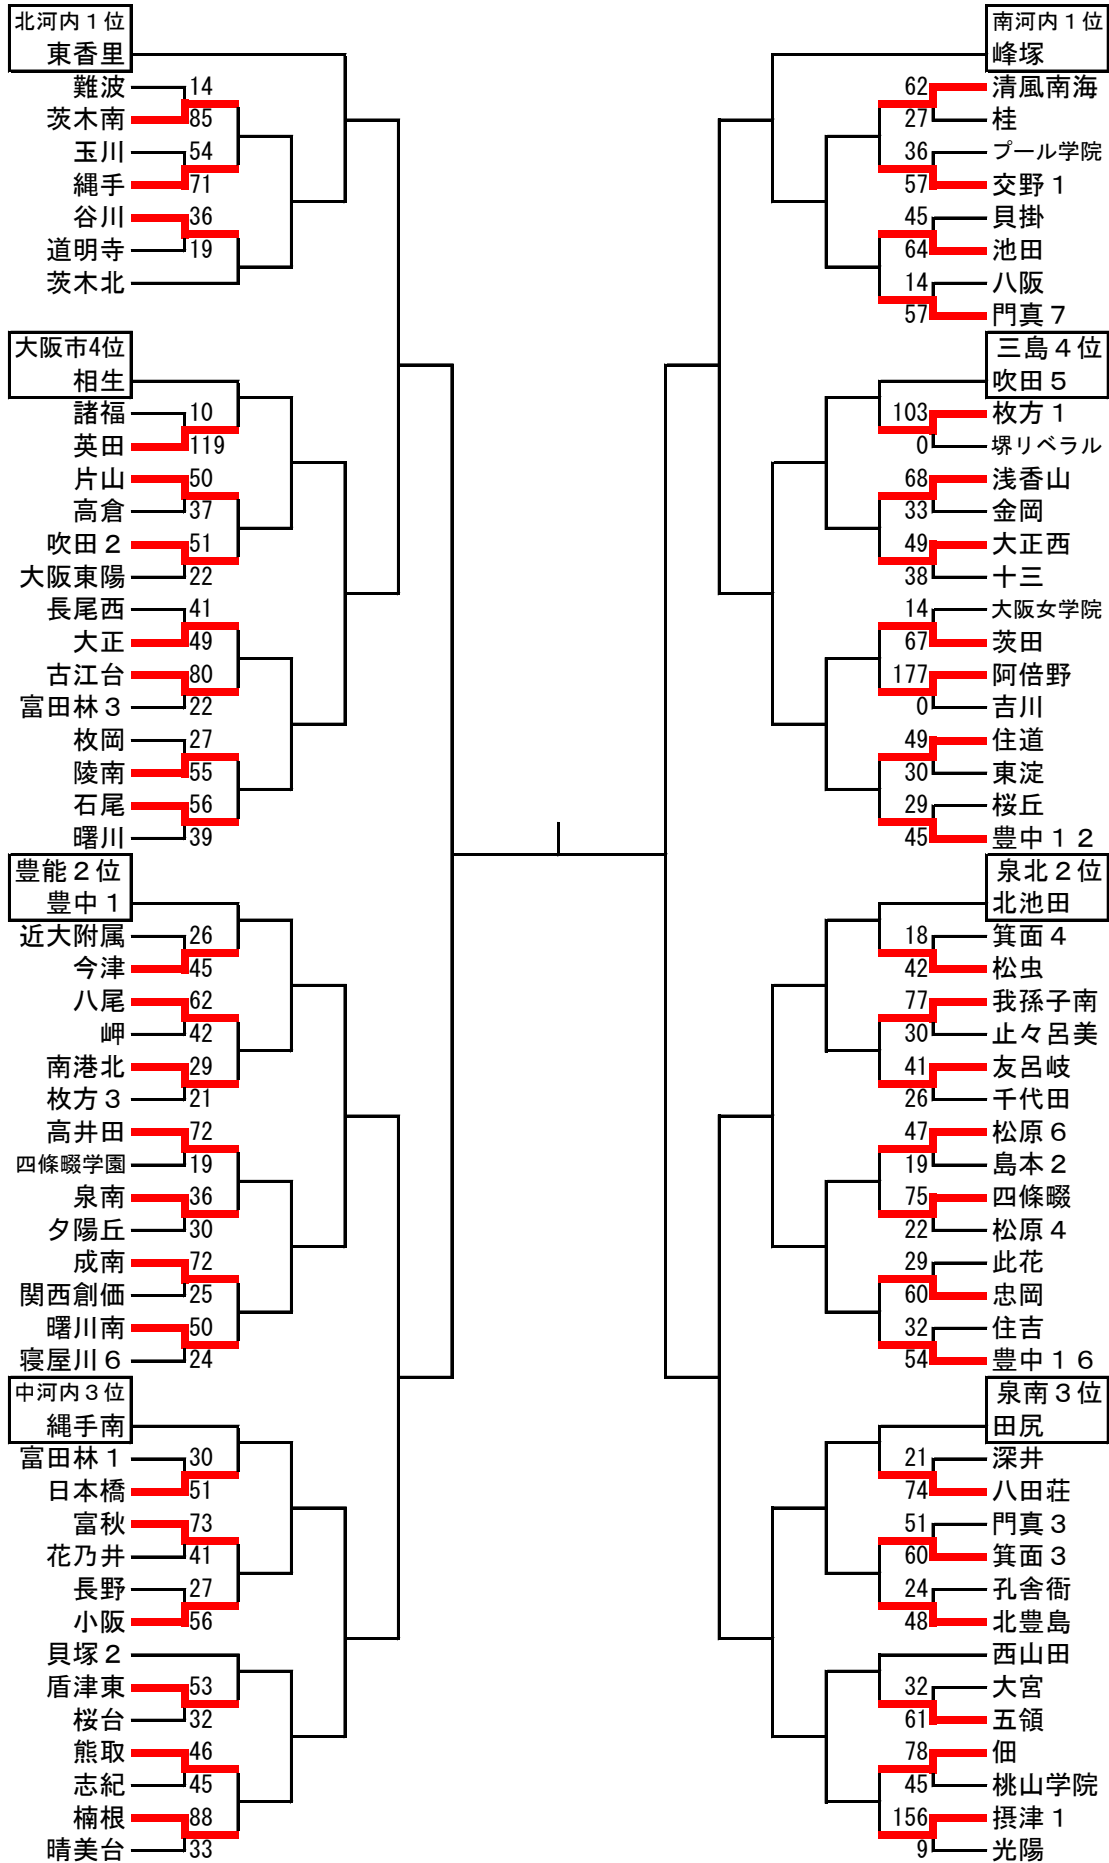 北河内１位
東香里
難波 14
茨木南 85
玉川 54
縄手 71
谷川 36
道明寺 19
茨木北
大阪市4位
相生
諸福 10
英田 119
片山 50
高倉 37
吹田２ 51
大阪東陽 22
長尾西 41
大正 49
古江台 80
富田林３ 22
枚岡 27
陵南 55
石尾 56
曙川 39
豊能２位
豊中１
近大附属 26
今津 45
八尾 62
岬 42
南港北 29
枚方３ 21
高井田 72
四條畷学園 19
泉南 36
夕陽丘 30
成南 72
関西創価 25
曙川南 50
寝屋川６ 24
中河内３位
縄手南
富田林１ 30
日本橋 51
富秋 73
花乃井 41
長野 27
小阪 56
貝塚２
盾津東 53
桜台 32
熊取 46
志紀 45
楠根 88
晴美台 33
南河内１位
峰塚
62 清風南海
27 桂
36 プール学院
57 交野１
45 貝掛
64 池田
14 八阪
57 門真７
三島４位
吹田５
103 枚方１
0 堺リベラル
68 浅香山
33 金岡
49 大正西
38 十三
14 大阪女学院
67 茨田
177 阿倍野
0 吉川
49 住道
30 東淀
29 桜丘
45 豊中１２
泉北２位
北池田
18 箕面４
42 松虫
77 我孫子南
30 止々呂美
41 友呂岐
26 千代田
47 松原６
19 島本２
75 四條畷
22 松原４
29 此花
60 忠岡
32 住吉
54 豊中１６
泉南３位
田尻
21 深井
74 八田荘
51 門真３
60 箕面３
24 孔舎衙
48 北豊島
西山田
32 大宮
61 五領
78 佃
45 桃山学院
156 摂津１
9 光陽